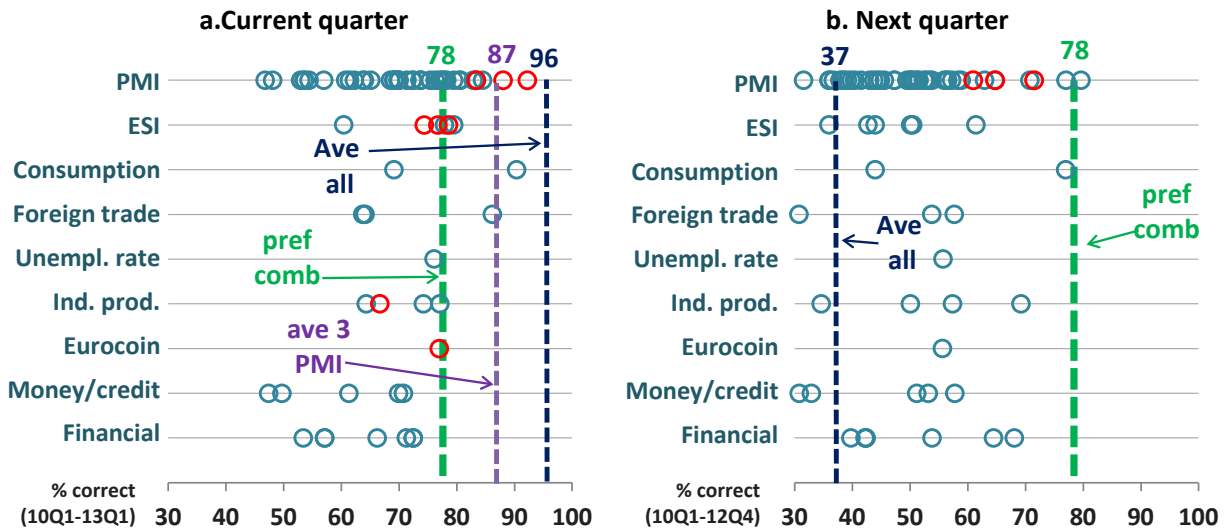 a.Current quarter
78
87
96
PMI
ESI
Consumption
Foreign trade
Unempl. rate
Ind. prod.
Eurocoin
Money/credit
Financial
Ave
all
pref
comb
ave 3
PMI
% correct
(10Q1-13Q1)
30 40 50 60 70 80 90 100
b. Next quarter
37
78
PMI
ESI
Consumption
Foreign trade
Unempl. rate
Ind. prod.
Eurocoin
Money/credit
Financial
Ave
all
pref
comb
% correct
(10Q1-12Q4)
30 40 50 60 70 80 90 100